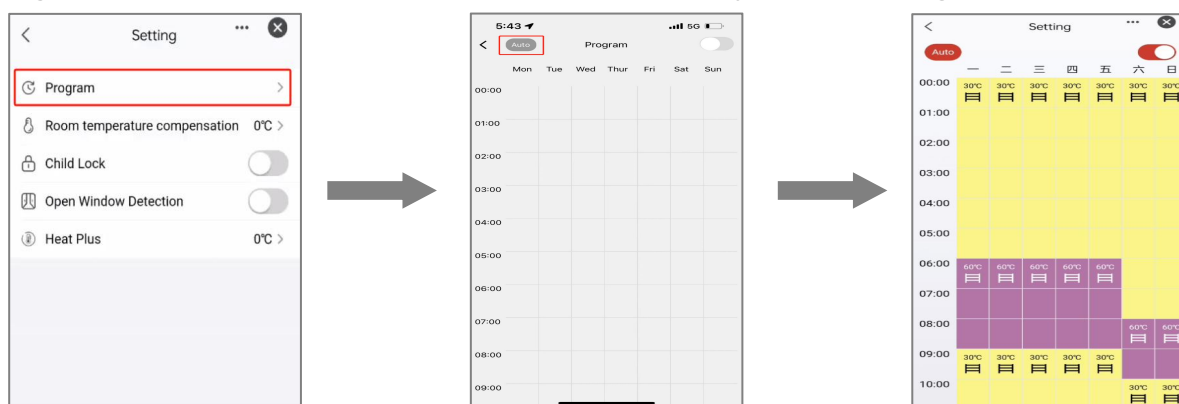 Setting
Program
Room temperature compensation 0℃
Child Lock
Open Window Detection
Heat Plus 0℃
5:43 5G
Auto Program
Mon Tue Wed Thur Fri Sat Sun
00:00
01:00
02:00
03:00
04:00
05:00
06:00
07:00
08:00
09:00
Setting
Auto
一 二 三 四 五 六 日
00:00 30℃ 30℃ 30℃ 30℃ 30℃ 30℃ 30℃
01:00
02:00
03:00
04:00
05:00
06:00 60℃ 60℃ 60℃ 60℃ 60℃
07:00
08:00 60℃ 60℃
09:00 30℃ 30℃ 30℃ 30℃ 30℃
10:00 30℃ 30℃